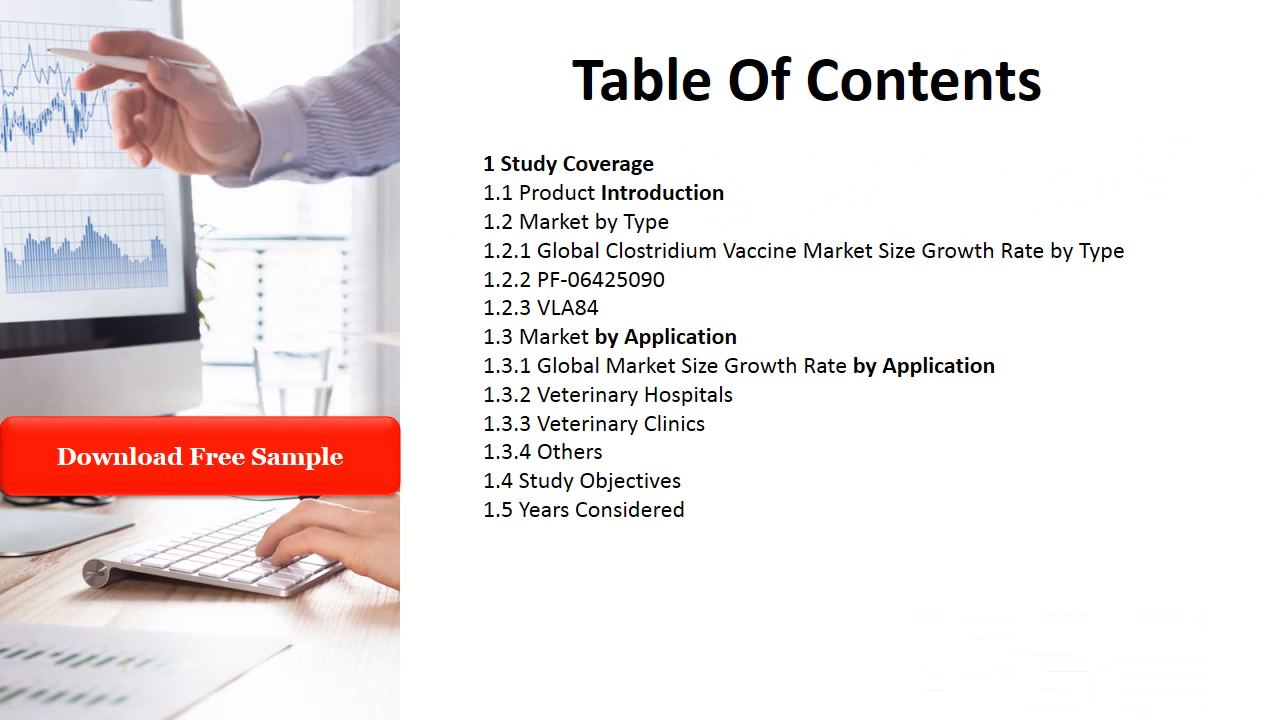 Table Of Contents
1 Study Coverage
1.1 Product Introduction
1.2 Market by Type
1.2.1 Global Clostridium Vaccine Market Size Growth Rate by Type
1.2.2 PF-06425090
1.2.3 VLA84
1.3 Market by Application
1.3.1 Global Market Size Growth Rate by Application
1.3.2 Veterinary Hospitals
1.3.3 Veterinary Clinics
1.3.4 Others
1.4 Study Objectives
1.5 Years Considered
Download Free Sample